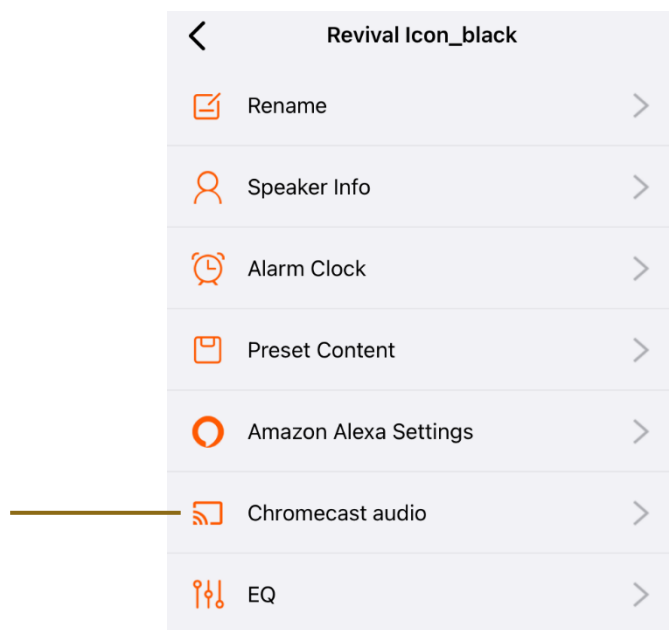 Revival Icon_black
Rename
Speaker Info
Alarm Clock
Preset Content
Amazon Alexa Settings
Chromecast audio
EQ